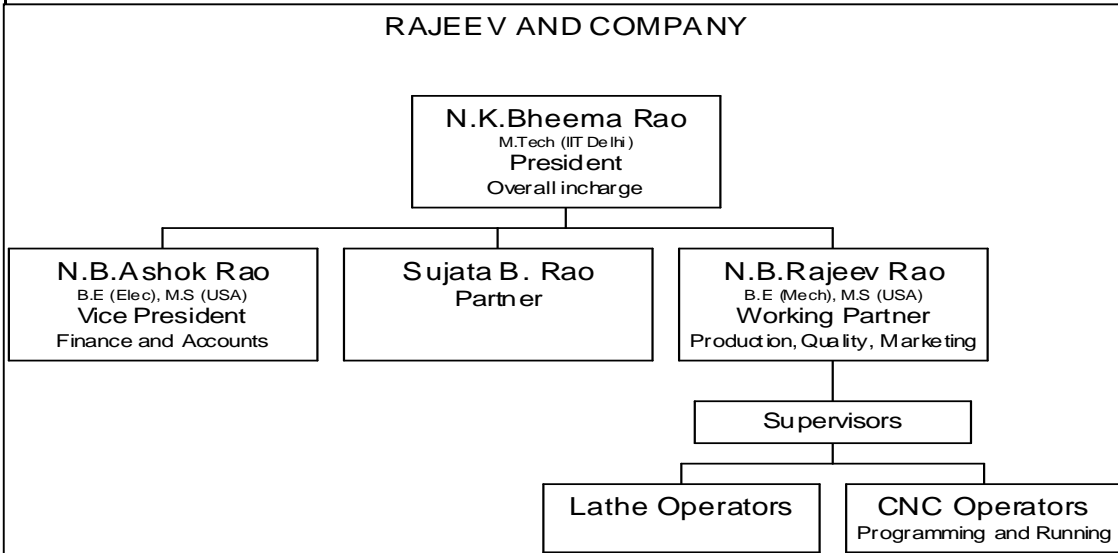 RAJEEV AND COMPANY
N.K.Bheema Rao
M.Tech (IIT Delhi)
President
Overall incharge
N.B.Ashok Rao
B.E (Elec), M.S (USA)
Vice President
Finance and Accounts
Sujata B. Rao
Partner
N.B.Rajeev Rao
B.E (Mech), M.S (USA)
Working Partner
Production, Quality, Marketing
Supervisors
Lathe Operators
CNC Operators
Programming and Running